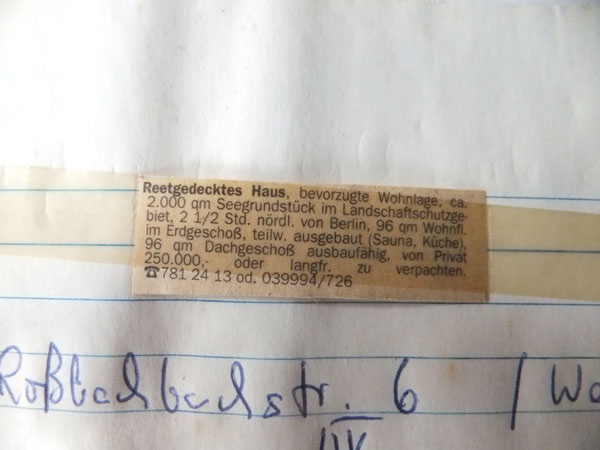 Reetgedecktes Haus, bevorzugte Wohnlage, ca.
2.000 qm Seegrundstück im Landschaftschutzge-
biet, 2 1/2 Std. nördl. von Berlin, 96 qm Wohnfl.
im Erdgeschoß, teilw. ausgebaut (Sauna, Küche),
96 qm Dachgeschoß ausbaufähig, von Privat
250.000,- oder langfr. zu verpachten.
☎781 24 13 od. 039994/726
Roßbachbachstr. 6 / Wa